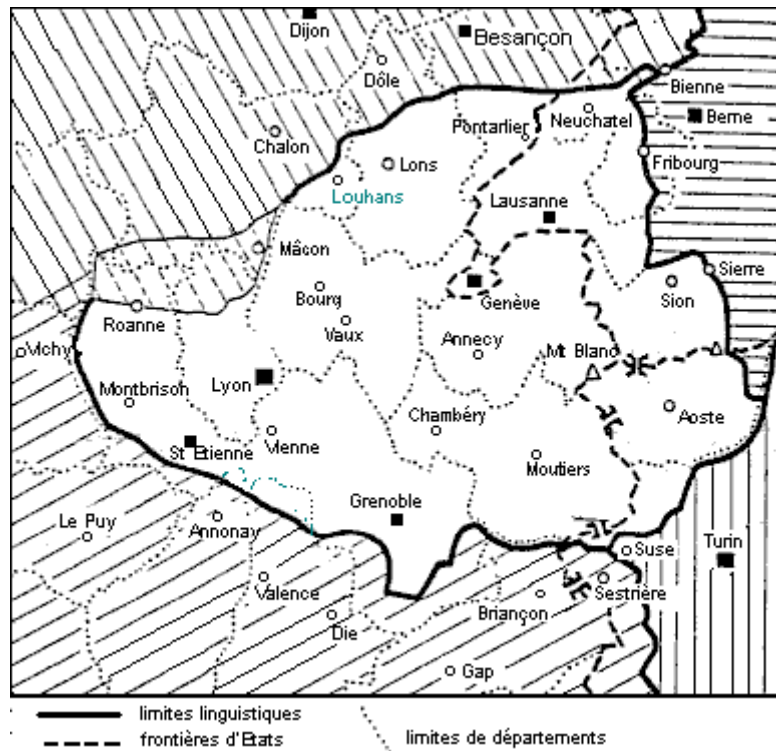 Dijon
Besançon
Dôle
Bienne
Neuchatel
Berne
Chalon
Pontarlier
Fribourg
Lons
Louhans
Lausanne
Mâcon
Sierre
Bourg
Genève
Sion
Roanne
Vaux
Annecy
Mt Blanc
Vichy
Lyon
Montbrison
Chambéry
Aoste
St Etienne
Vienne
Moutiers
Grenoble
Le Puy
Annonay
Suse
Turin
Valence
Briançon
Sestrière
Die
Gap
limites linguistiques
frontières d'Etats
limites de départements